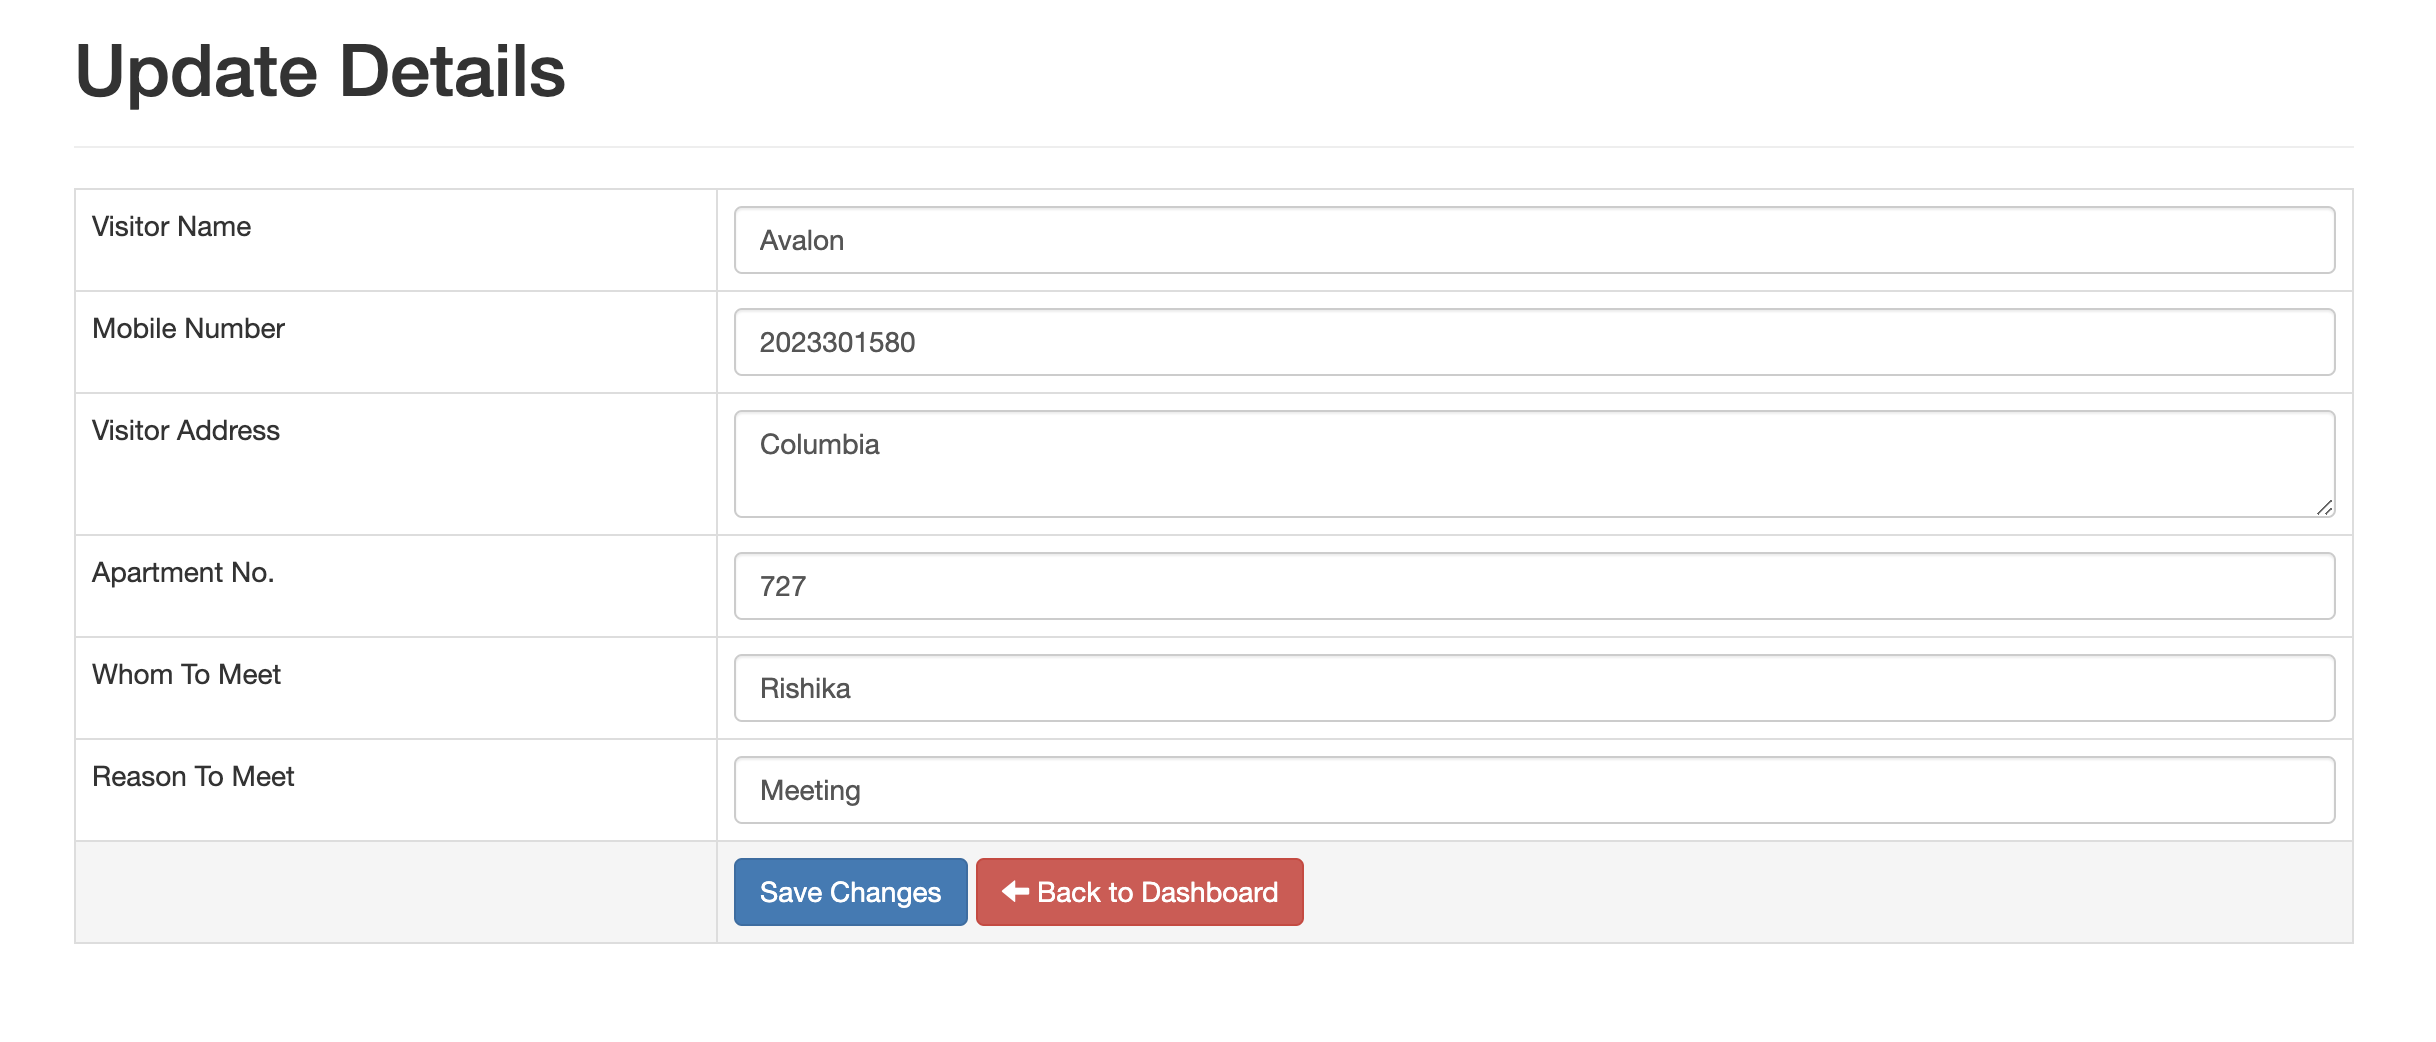 Update Details
Visitor Name
Avalon
Mobile Number
2023301580
Visitor Address
Columbia
Apartment No.
727
Whom To Meet
Rishika
Reason To Meet
Meeting
Save Changes
Back to Dashboard